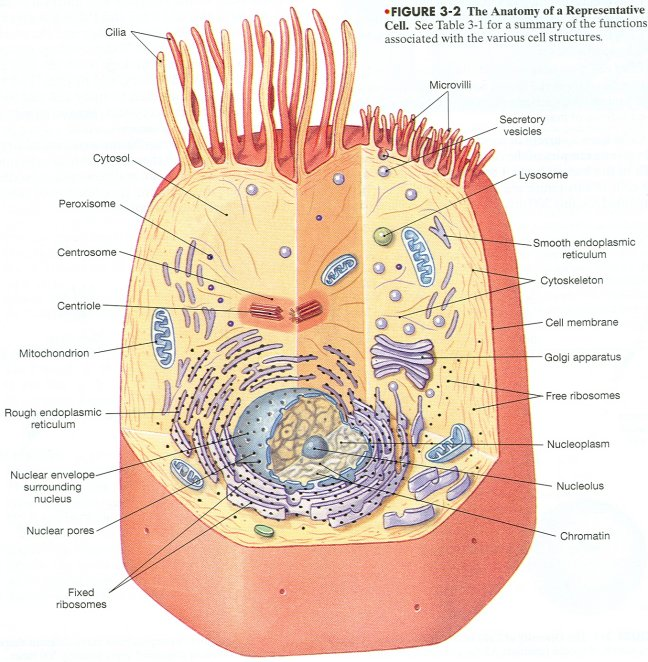 •FIGURE 3-2 The Anatomy of a Representative
Cell. See Table 3-1 for a summary of the functions
associated with the various cell structures.
Cilia
Microvilli
Secretory
vesicles
Cytosol
Lysosome
Peroxisome
Smooth endoplasmic
reticulum
Centrosome
Cytoskeleton
Centriole
Cell membrane
Mitochondrion
Golgi apparatus
Free ribosomes
Rough endoplasmic
reticulum
Nucleoplasm
Nuclear envelope
surrounding
nucleus
Nucleolus
Nuclear pores
Chromatin
Fixed
ribosomes